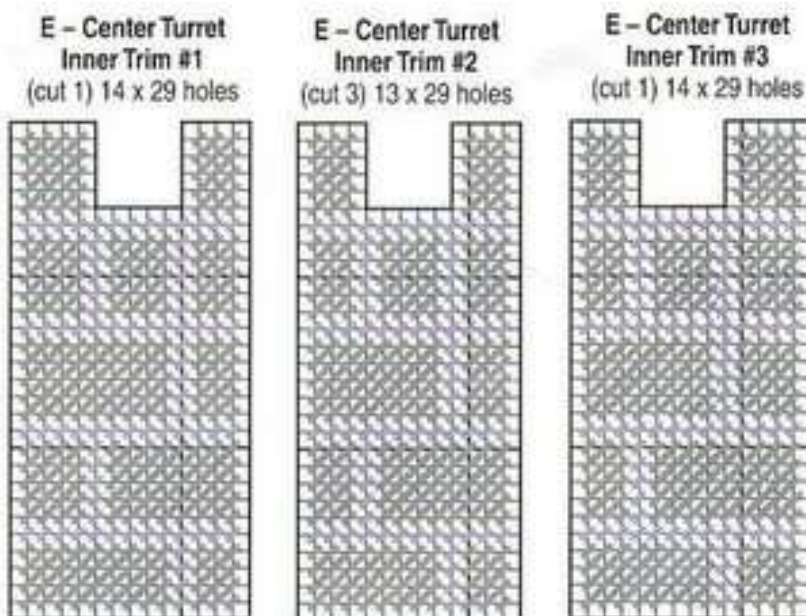 E – Center Turret
Inner Trim #1
(cut 1) 14 x 29 holes
E – Center Turret
Inner Trim #2
(cut 3) 13 x 29 holes
E – Center Turret
Inner Trim #3
(cut 1) 14 x 29 holes